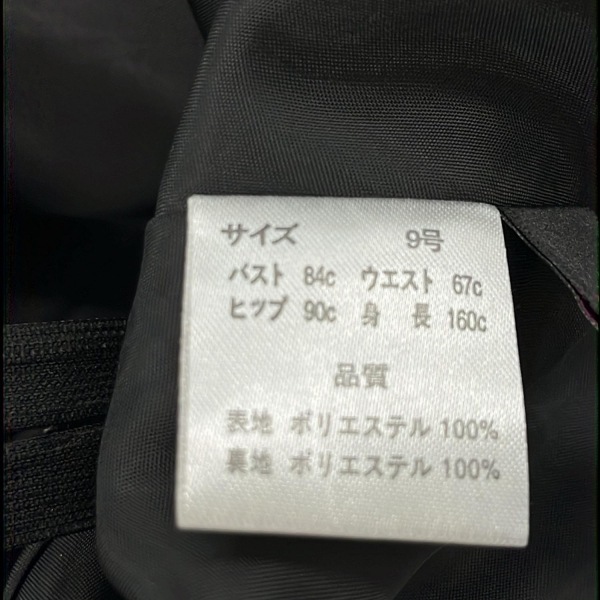 サイズ 9号
バスト 84c ウエスト 67c
ヒップ 90c 身 長 160c
品質
表地 ポリエステル 100%
裏地 ポリエステル 100%